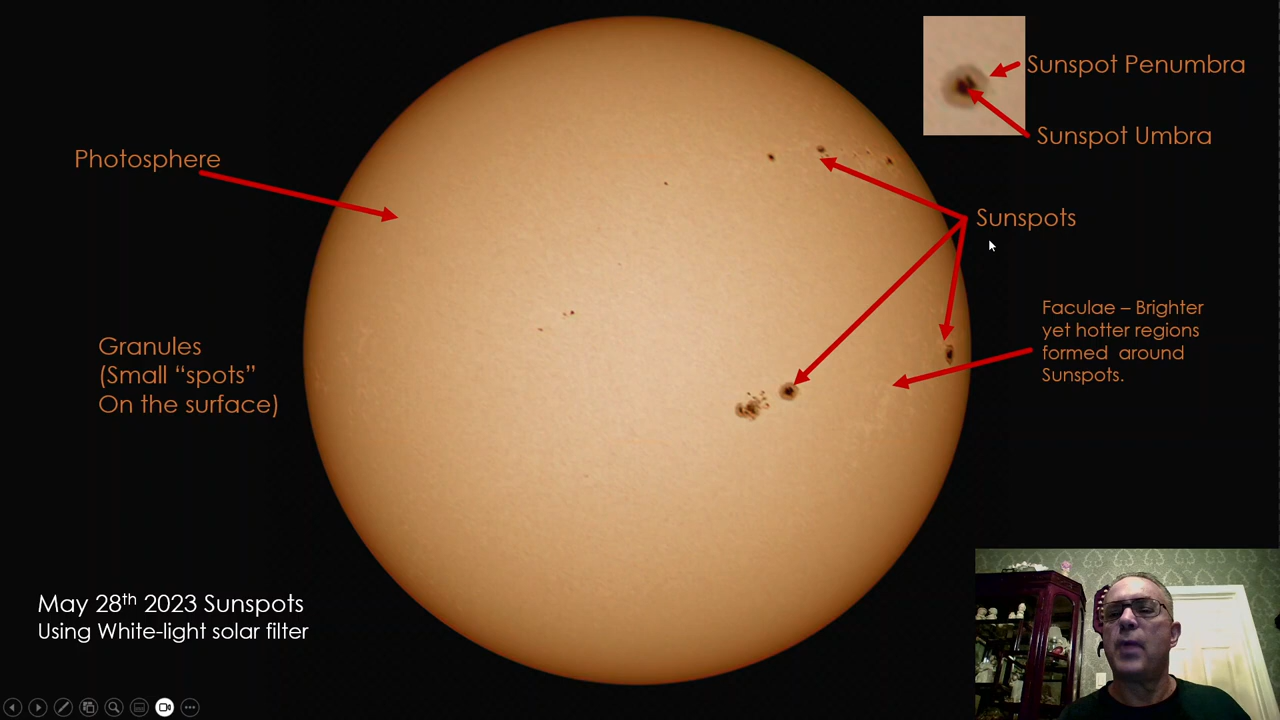 Sunspot Penumbra
Sunspot Umbra
Photosphere
Sunspots
Faculae – Brighter
yet hotter regions
formed around
Sunspots.
Granules
(Small “spots”
On the surface)
May 28th 2023 Sunspots
Using White-light solar filter